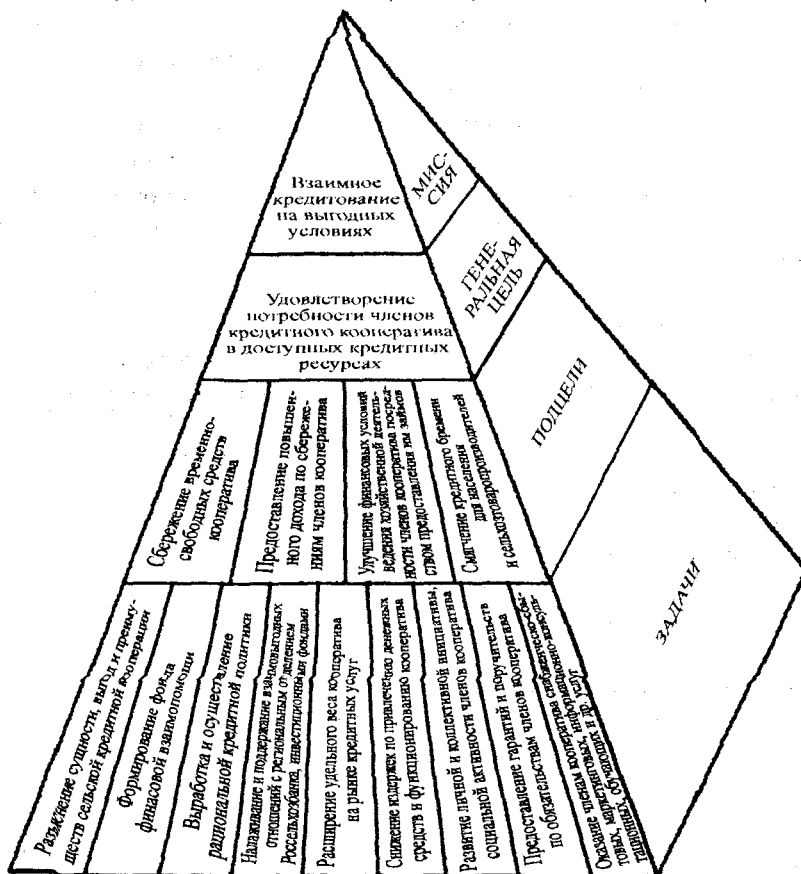 Взаимное
кредитование
на выгодных
условиях
МИС-
СИЯ
Удовлетворение
потребности членов
кредитного кооператива
в доступных кредитных
ресурсах
ГЕНЕ-
РАЛЬНАЯ
ЦЕЛЬ
Сбережение временно-
свободных средств
кооператива
Предоставление повышен-
ного дохода по сбереже-
ниям членов кооператива
Улучшение финансовых условий
ведения хозяйственной деятель-
ности членов кооператива посред-
ством предоставления им займов
Смягчение кредитного бремени
для населения
и сельхозтоваропроизводителей
ПОДЦЕЛИ
Разъяснение сущности, выгод и преиму-
ществ сельской кредитной кооперации
Формирование фонда
финасовой взаимопомощи
Выработка и осуществление
рациональной кредитной политики
Налаживание и поддержание взаимовыгодных
отношений с региональным отделением
Россельхозбанка, инвестиционными фондами
Расширение удельного веса кооператива
на рынке кредитных услуг
Снижение издержек по привлечению денежных
средств и функционированию кооператива
Развитие личной и коллективной инициативы,
социальной активности членов кооператива
Предоставление гарантий и поручительств
по обязательствам членов кооператива
Оказание членам кооператива снабженческо-сбы-
товых, маркетинговых, информационно-консуль-
тационных, обучающих и др. услуг
ЗАДАЧИ